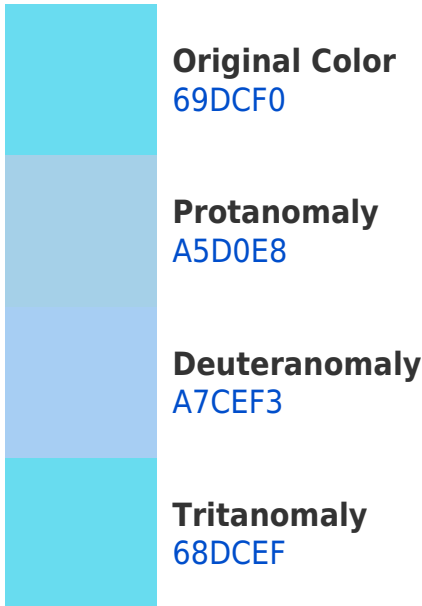 Original Color
69DCF0
Protanomaly
A5D0E8
Deuteranomaly
A7CEF3
Tritanomaly
68DCEF